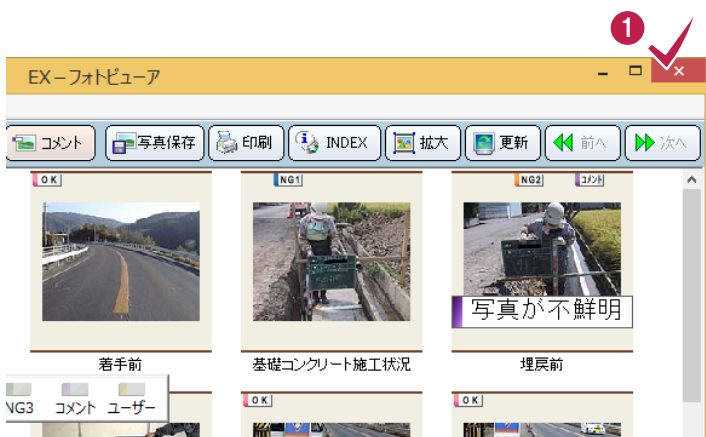 1
EX－フォトビューア
コメント 写真保存 印刷 INDEX 拡大 更新 前へ 次へ
OK NG1 NG2 コメント
写真が不鮮明
着手前 基礎コンクリート施工状況 埋戻前
NG3 コメント ユーザー
OK OK